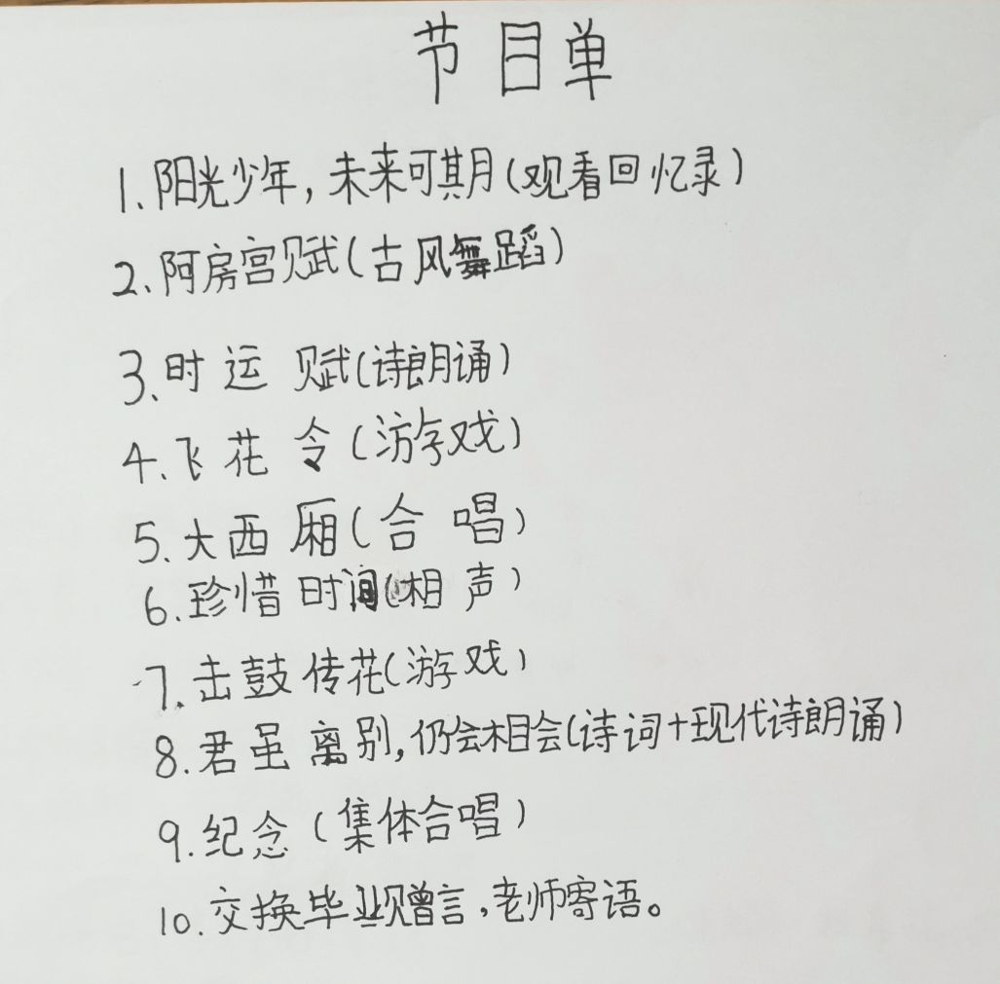 节目单
1.阳光少年,未来可其月(观看回忆录)
2.阿房宫赋(古风舞蹈)
3.时运赋(诗朗诵)
4.飞花令(游戏)
5.大西厢(合唱)
6.珍惜时间(相声)
7.击鼓传花(游戏)
8.君虽离别,仍会相会(诗词+现代诗朗诵)
9.纪念(集体合唱)
10.交换毕业赠言,老师寄语。